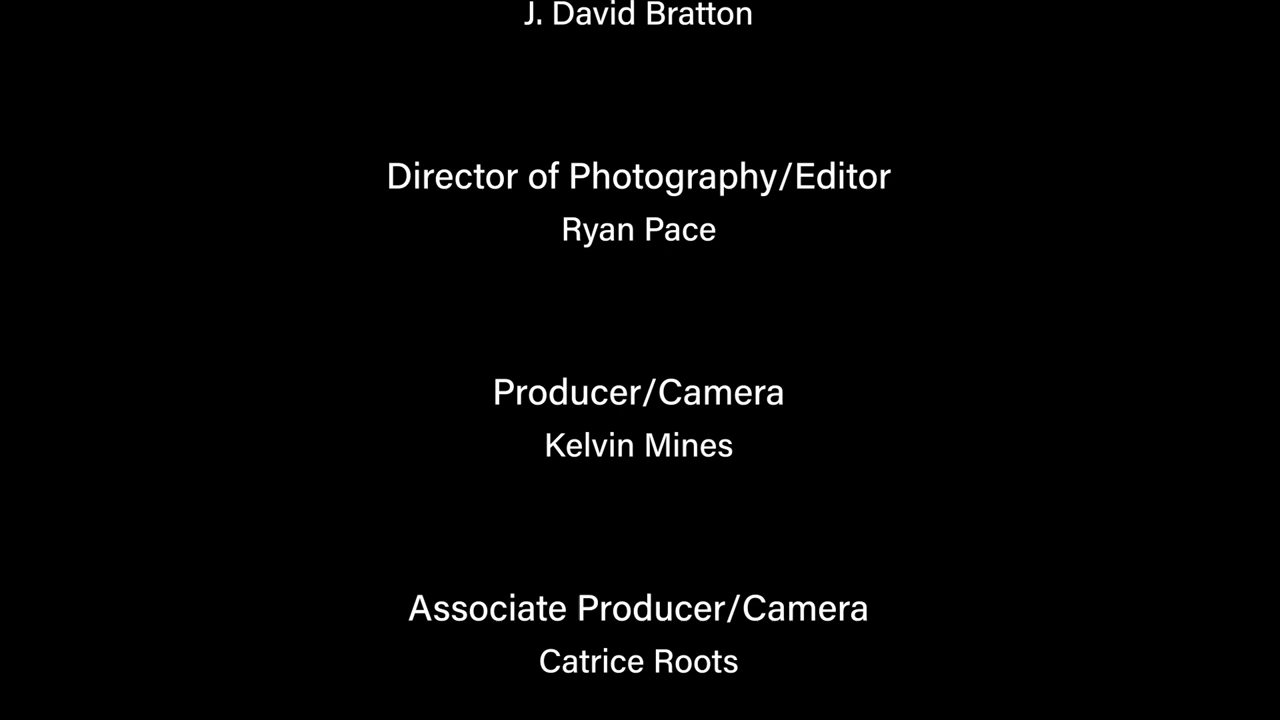 J. David Bratton
Director of Photography/Editor
Ryan Pace
Producer/Camera
Kelvin Mines
Associate Producer/Camera
Catrice Roots